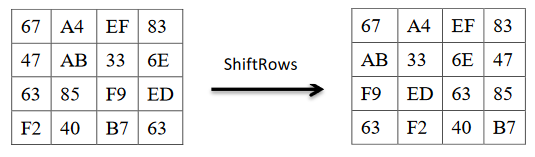 67 A4 EF 83
47 AB 33 6E
63 85 F9 ED
F2 40 B7 63
ShiftRows
67 A4 EF 83
AB 33 6E 47
F9 ED 63 85
63 F2 40 B7